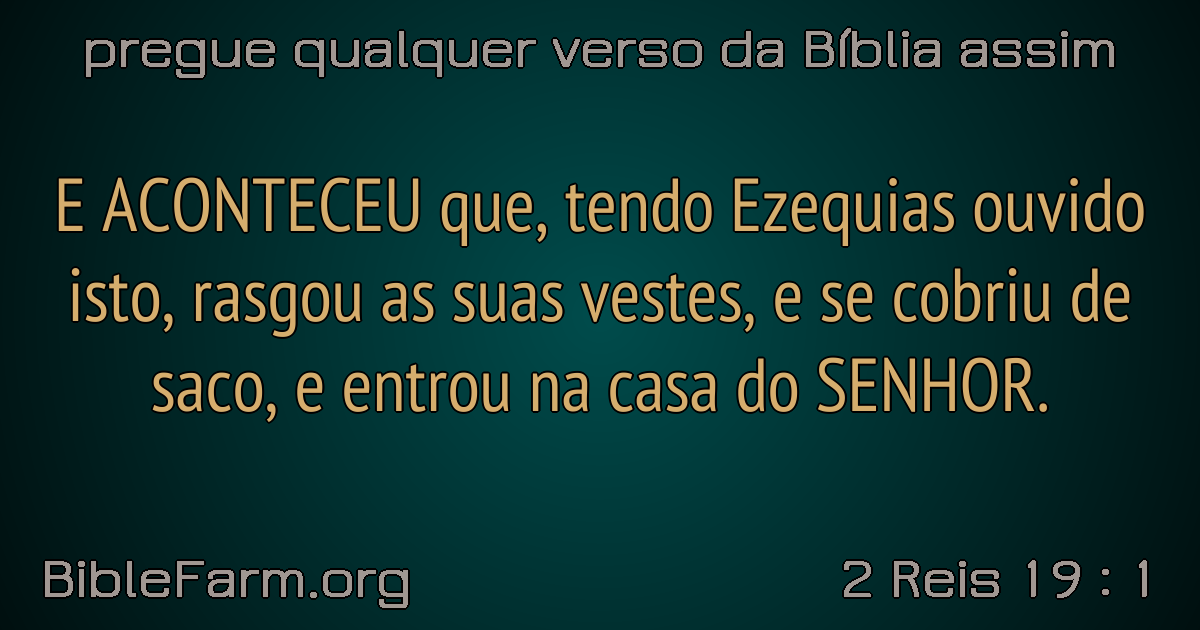 pregue qualquer verso da Bíblia assim
E ACONTECEU que, tendo Ezequias ouvido
isto, rasgou as suas vestes, e se cobriu de
saco, e entrou na casa do SENHOR.
BibleFarm.org
2 Reis 19 : 1